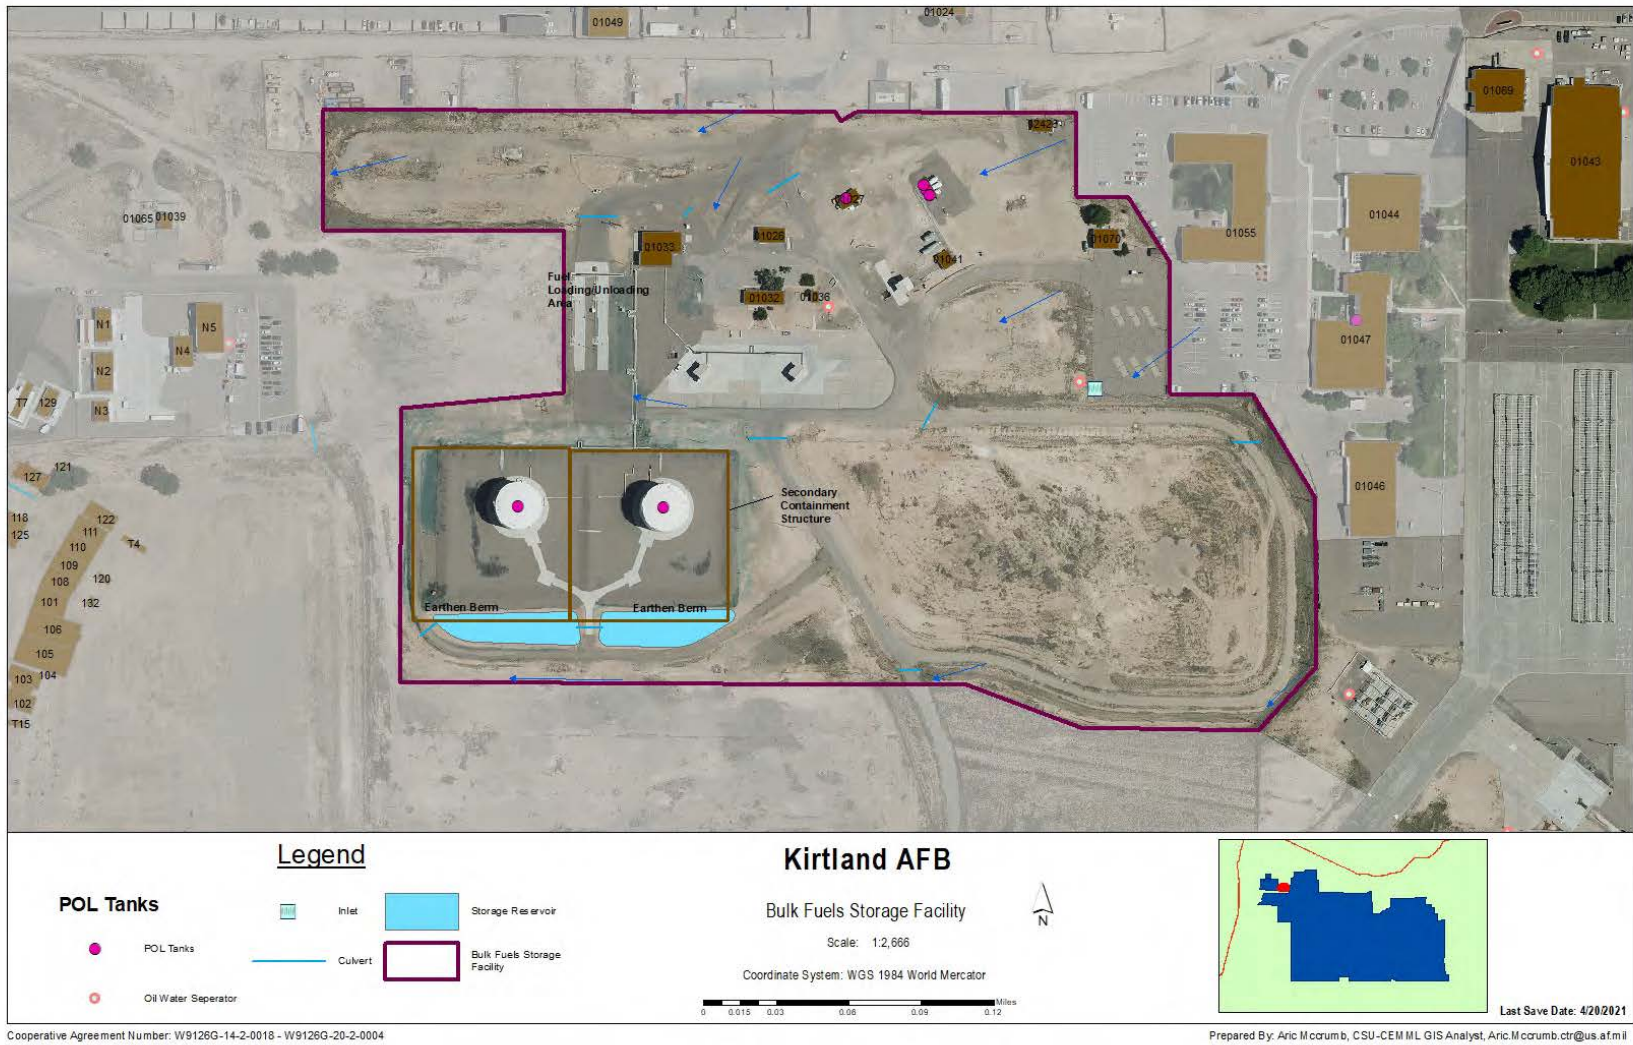 01049
01024
01069
01043
02423
01065
01039
01027
01044
01055
01033
01026
01070
01041
Fuel
Loading/Unloading
Area
01032
01036
N1
N5
N4
01047
N2
T7
129
N3
127
121
Secondary
Containment
Structure
01046
118
122
125
111
110
T4
109
108
120
101
132
Earthen Berm
Earthen Berm
106
105
103
104
102
T15
Legend
POL Tanks
POL Tanks
Oil Water Seperator
Inlet
Culvert
Storage Reservoir
Bulk Fuels Storage
Facility
Kirtland AFB
Bulk Fuels Storage Facility
Scale: 1:2,666
Coordinate System: WGS 1984 World Mercator
Miles
0 0.015 0.03 0.06 0.09 0.12
N
Last Save Date: 4/20/2021
Cooperative Agreement Number: W9126G-14-2-0018 - W9126G-20-2-0004
Prepared By: Aric Mccrumb, CSU-CEMML GIS Analyst, Aric.Mccrumb.ctr@us.af.mil